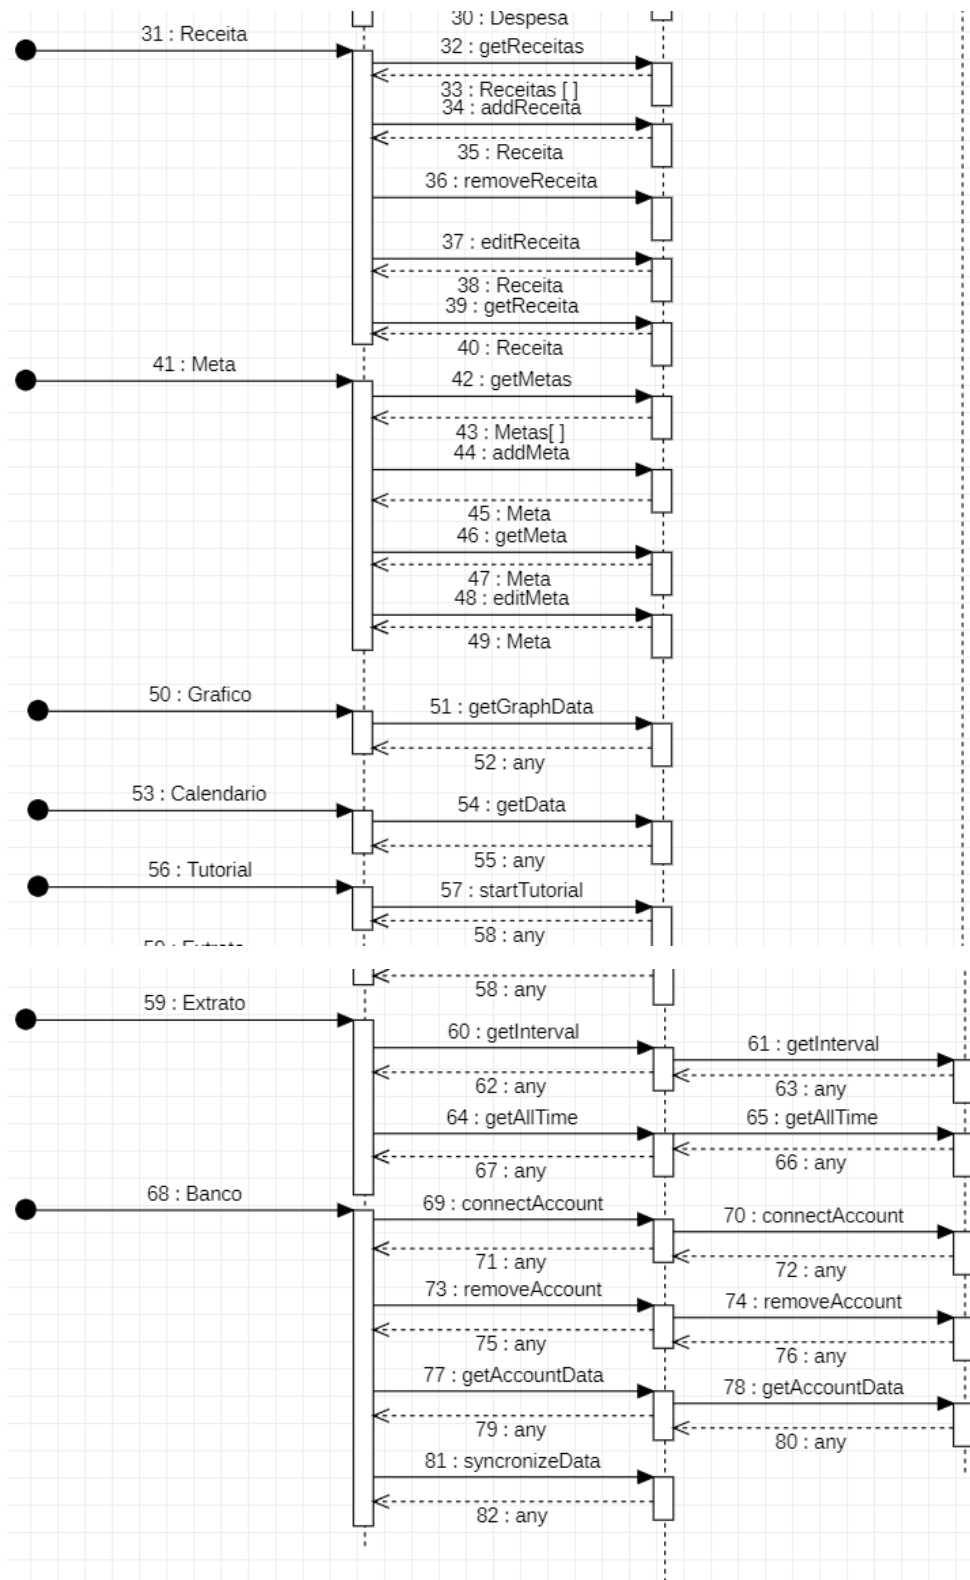 30 : Despesa
31 : Receita
32 : getReceitas
33 : Receitas [ ]
34 : addReceita
35 : Receita
36 : removeReceita
37 : editReceita
38 : Receita
39 : getReceita
40 : Receita
41 : Meta
42 : getMetas
43 : Metas[ ]
44 : addMeta
45 : Meta
46 : getMeta
47 : Meta
48 : editMeta
49 : Meta
50 : Grafico
51 : getGraphData
52 : any
53 : Calendario
54 : getData
55 : any
56 : Tutorial
57 : startTutorial
58 : any
59 : Extrato
58 : any
59 : Extrato
60 : getInterval
61 : getInterval
62 : any
63 : any
64 : getAllTime
65 : getAllTime
66 : any
67 : any
68 : Banco
69 : connectAccount
70 : connectAccount
71 : any
72 : any
73 : removeAccount
74 : removeAccount
75 : any
76 : any
77 : getAccountData
78 : getAccountData
79 : any
80 : any
81 : syncronizeData
82 : any